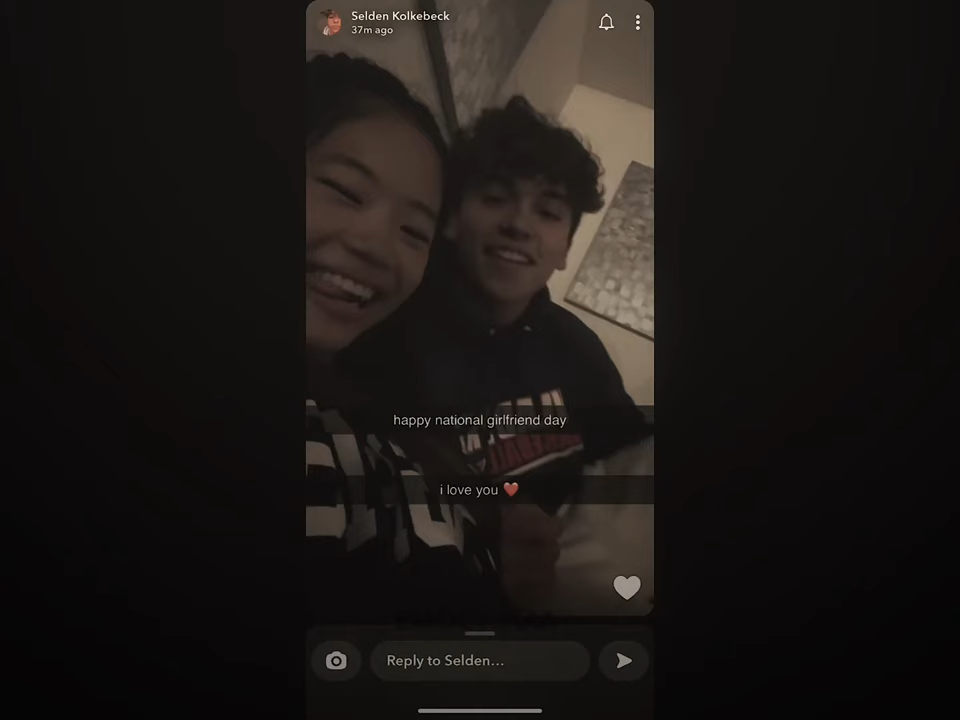 Selden Kolkebeck
37m ago
happy national girlfriend day
i love you ❤️
Reply to Selden...